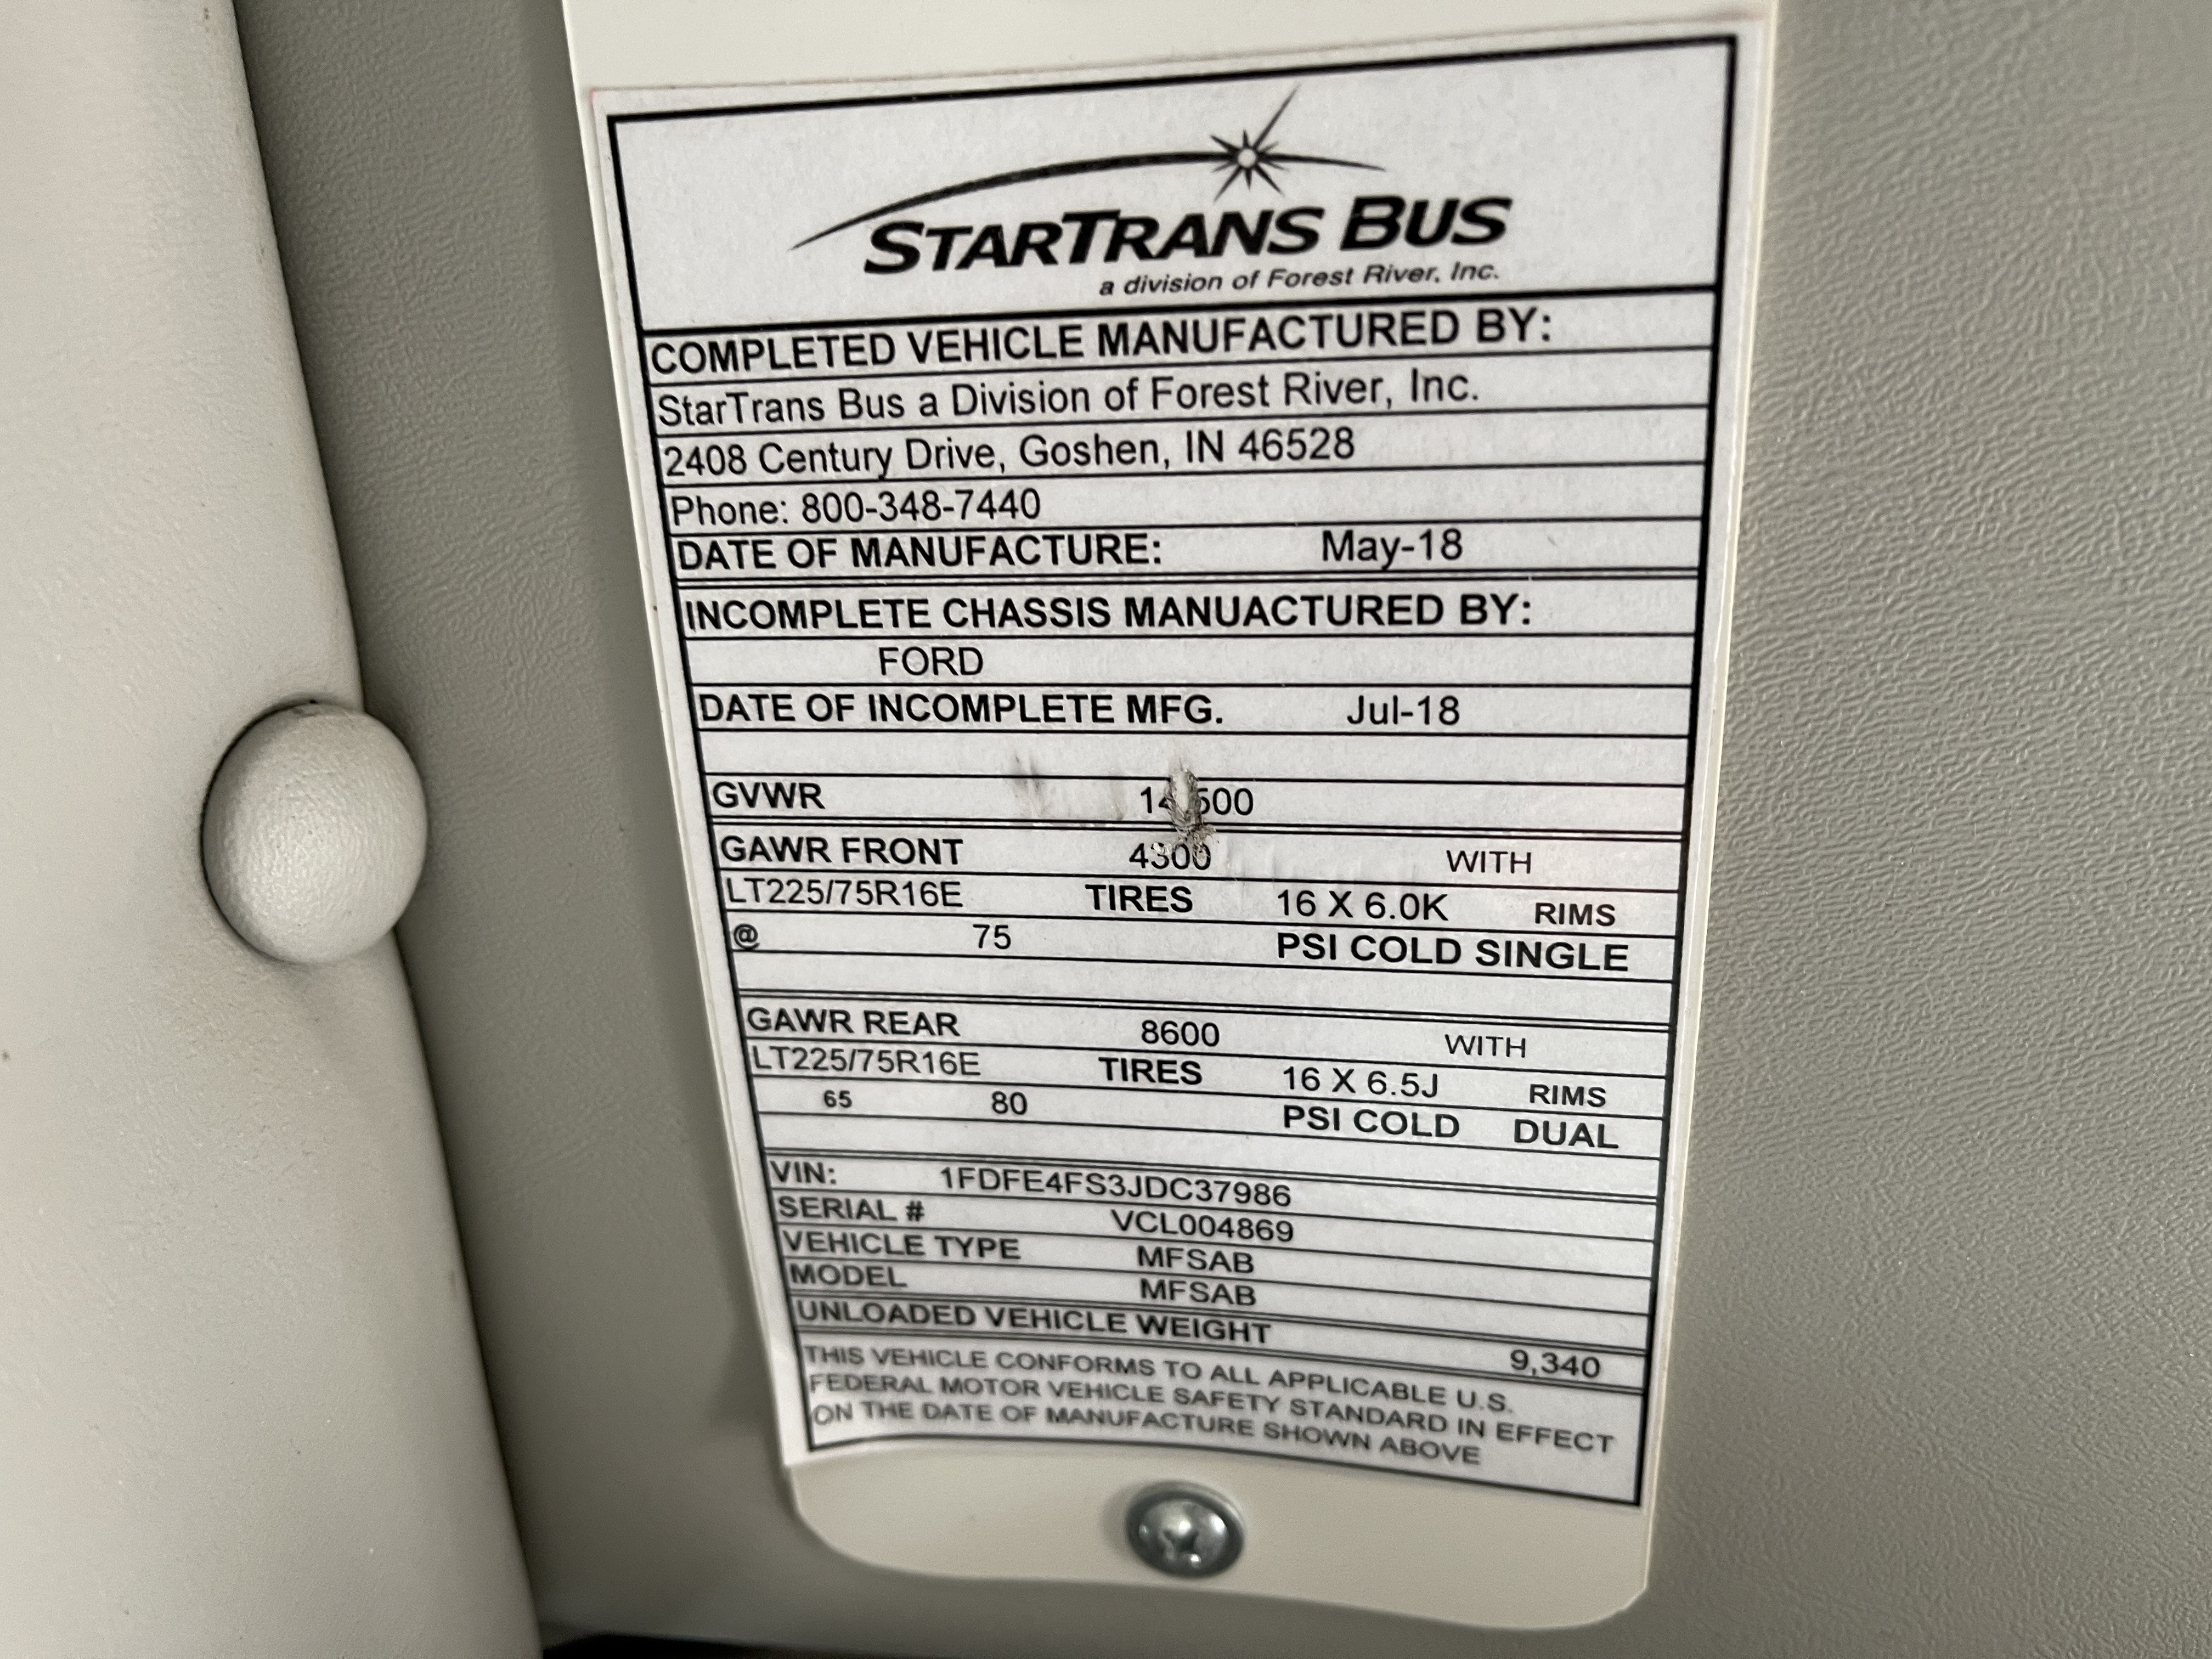 STARTRANS BUS
a division of Forest River, Inc.
COMPLETED VEHICLE MANUFACTURED BY:
StarTrans Bus a Division of Forest River, Inc.
2408 Century Drive, Goshen, IN 46528
Phone: 800-348-7440
DATE OF MANUFACTURE: May-18
INCOMPLETE CHASSIS MANUACTURED BY:
FORD
DATE OF INCOMPLETE MFG. Jul-18
GVWR
GAWR FRONT 4300 WITH
LT225/75R16E TIRES 16 X 6.0K RIMS
@ 75 PSI COLD SINGLE
GAWR REAR 8600 WITH
LT225/75R16E TIRES 16 X 6.5J RIMS
65 80 PSI COLD DUAL
VIN: 1FDFE4FS3JDC37986
SERIAL # VCL004869
VEHICLE TYPE MFSAB
MODEL MFSAB
UNLOADED VEHICLE WEIGHT 9,340
THIS VEHICLE CONFORMS TO ALL APPLICABLE U.S.
FEDERAL MOTOR VEHICLE SAFETY STANDARD IN EFFECT
ON THE DATE OF MANUFACTURE SHOWN ABOVE